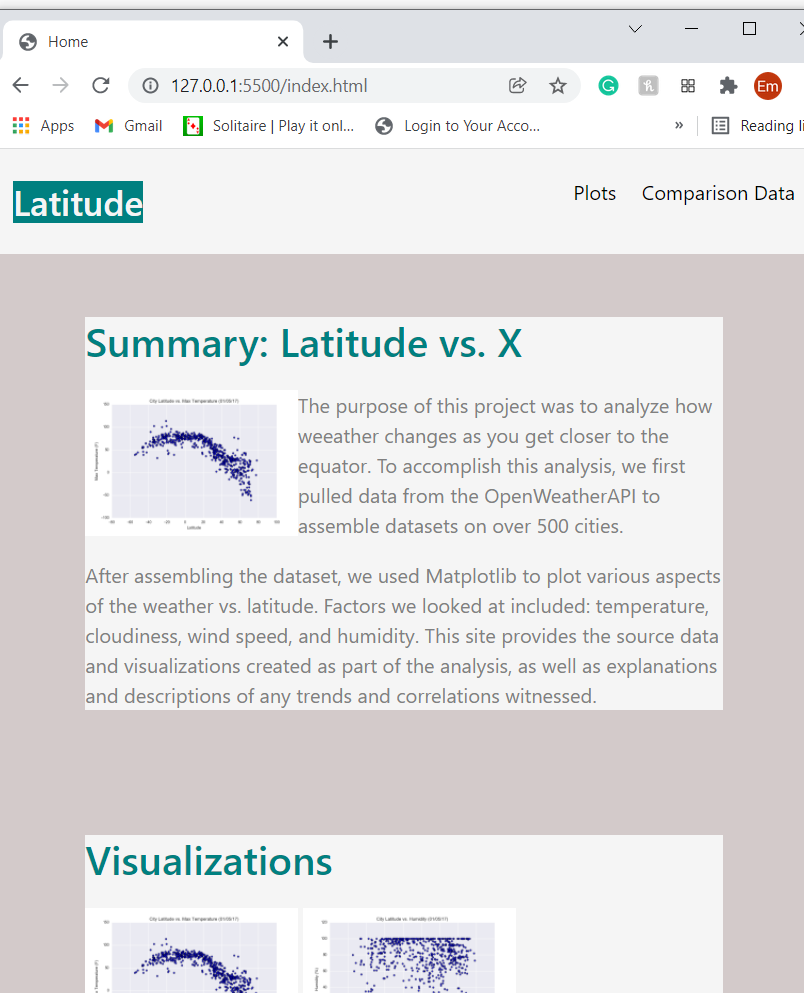 Home
127.0.0.1:5500/index.html
Em
Apps
Gmail
Solitaire | Play it onl...
Login to Your Acco...
»
Reading li
Latitude
Plots
Comparison Data
Summary: Latitude vs. X
City Latitude vs. Max Temperature (01/05/17)
Max Temperature (F)
Latitude
The purpose of this project was to analyze how
weeather changes as you get closer to the
equator. To accomplish this analysis, we first
pulled data from the OpenWeatherAPI to
assemble datasets on over 500 cities.
After assembling the dataset, we used Matplotlib to plot various aspects
of the weather vs. latitude. Factors we looked at included: temperature,
cloudiness, wind speed, and humidity. This site provides the source data
and visualizations created as part of the analysis, as well as explanations
and descriptions of any trends and correlations witnessed.
Visualizations
City Latitude vs. Max Temperature (01/05/17)
City Latitude vs. Humidity (01/05/17)
Humidity (%)